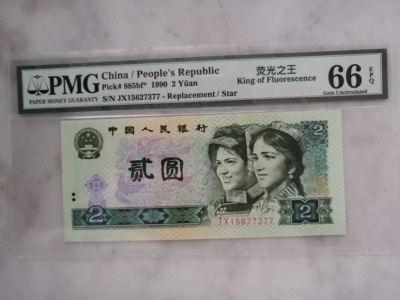 PMG
PAPER MONEY GUARANTY
China / People's Republic
Pick# 885bf* 1990 2 Yüan
S/N JX15627377 - Replacement / Star
荧光之王
King of Fluorescence
66 EPQ
Gem Uncirculated
中国人民银行
2
贰圆
2
JX15627377
2